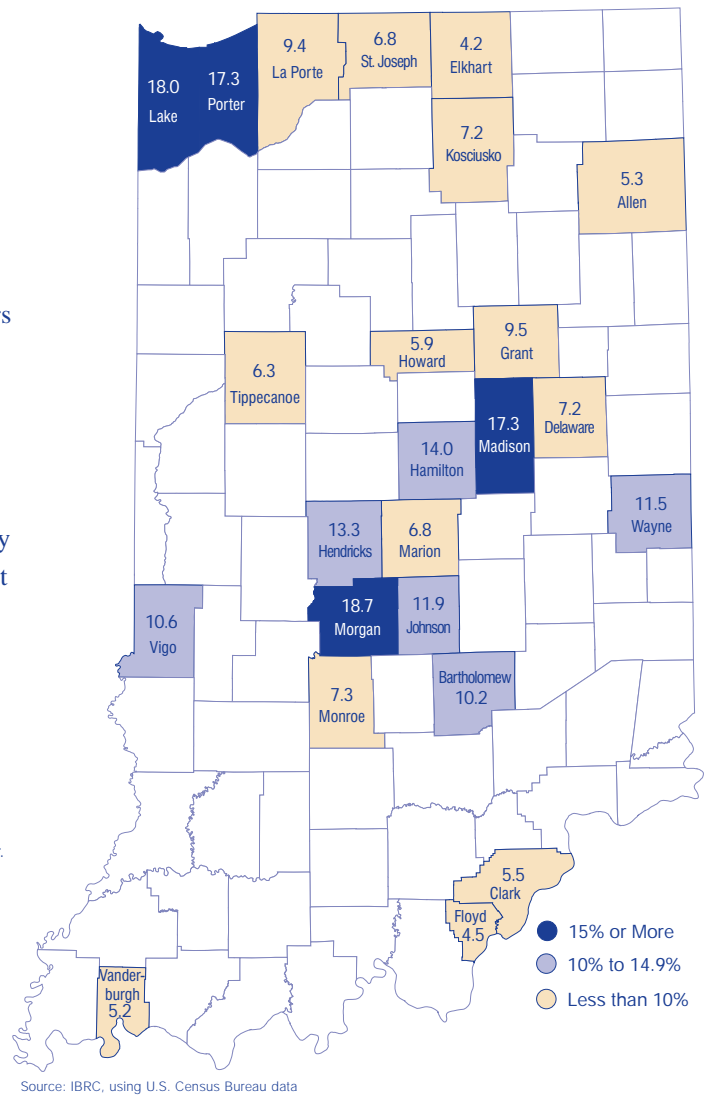 9.4
La Porte
6.8
St. Joseph
4.2
Elkhart
18.0
Lake
17.3
Porter
7.2
Kosciusko
5.3
Allen
s
5.9
Howard
9.5
Grant
6.3
Tippecanoe
17.3
Madison
7.2
Delaware
14.0
Hamilton
11.5
Wayne
y
t
13.3
Hendricks
6.8
Marion
18.7
Morgan
11.9
Johnson
10.6
Vigo
Bartholomew
10.2
7.3
Monroe
5.5
Clark
Floyd
4.5
Vander-
burgh
5.2
15% or More
10% to 14.9%
Less than 10%
Source: IBRC, using U.S. Census Bureau data